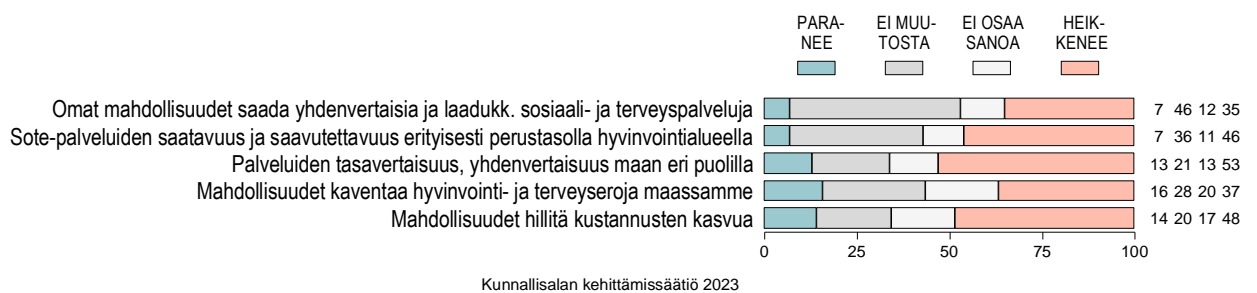 PARA- EI MUU- EI OSAA HEIK-
NEE TOSTA SANOA KENEE
Omat mahdollisuudet saada yhdenvertaisia ja laadukk. sosiaali- ja terveyspalveluja 7 46 12 35
Sote-palveluiden saatavuus ja saavutettavuus erityisesti perustasolla hyvinvointialueella 7 36 11 46
Palveluiden tasavertaisuus, yhdenvertaisuus maan eri puolilla 13 21 13 53
Mahdollisuudet kaventaa hyvinvointi- ja terveyseroja maassamme 16 28 20 37
Mahdollisuudet hillitä kustannusten kasvua 14 20 17 48
0 25 50 75 100
Kunnallisalan kehittämissäätiö 2023